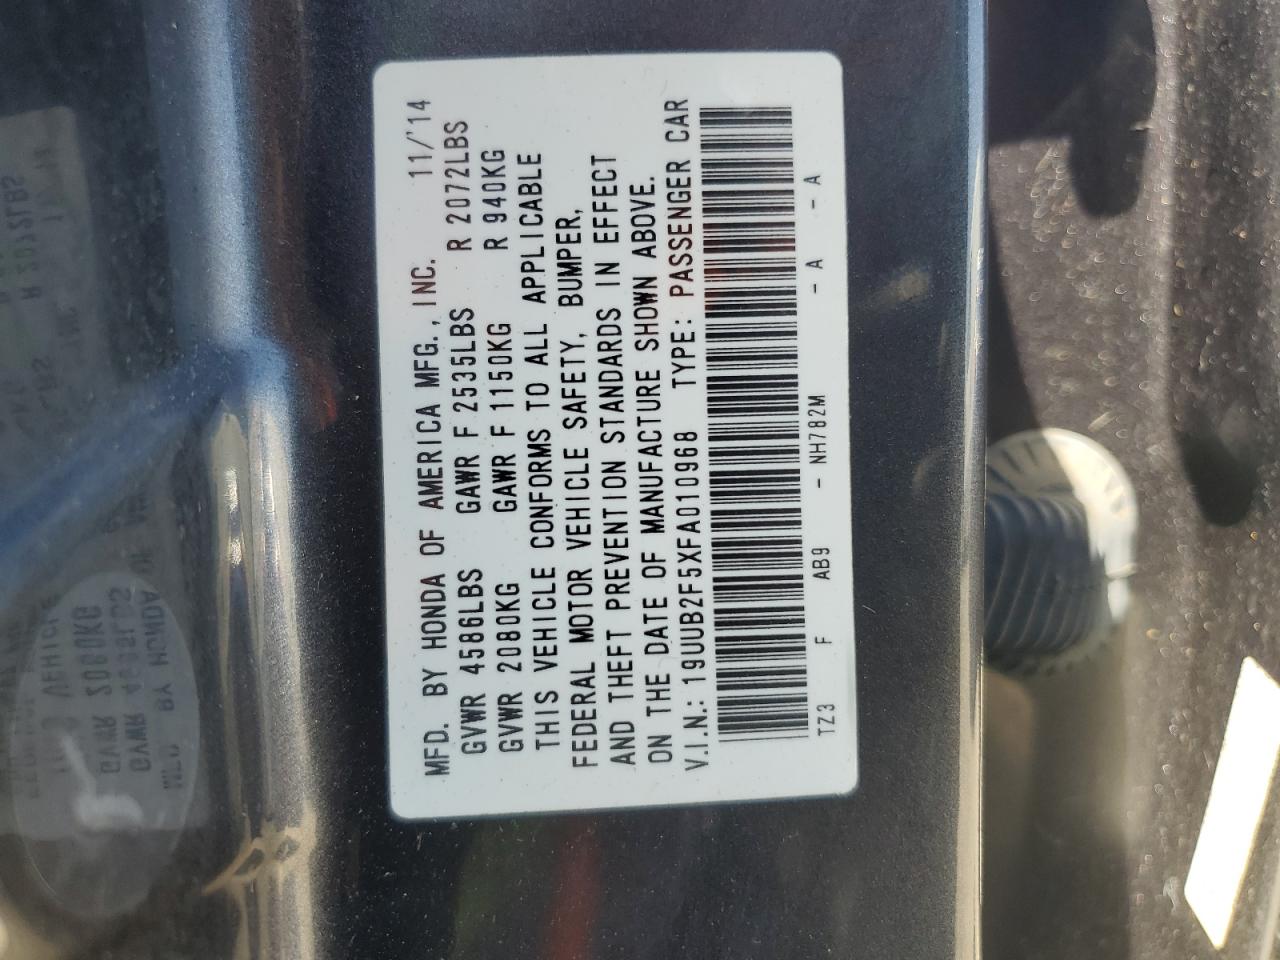 MFD. BY HONDA OF AMERICA MFG., INC. 11/'14
GVWR 4586LBS GAWR F 2535LBS R 2072LBS
GVWR 2080KG GAWR F 1150KG R 940KG
THIS VEHICLE CONFORMS TO ALL APPLICABLE
FEDERAL MOTOR VEHICLE SAFETY, BUMPER,
AND THEFT PREVENTION STANDARDS IN EFFECT
ON THE DATE OF MANUFACTURE SHOWN ABOVE.
V.I.N.: 19UUB2F5XFA010968 TYPE: PASSENGER CAR
TZ3 F AB9 - NH782M - A - A